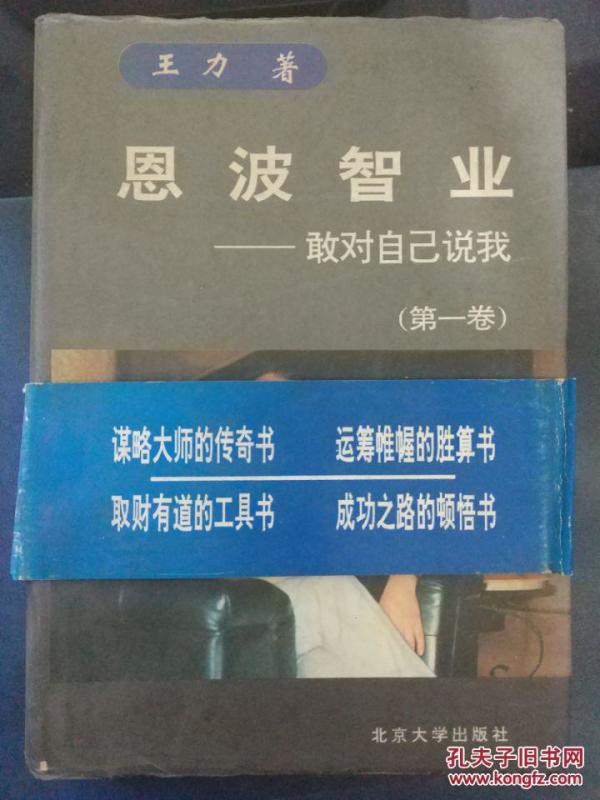 王力 著
恩波智业
——敢对自己说我
（第一卷）
谋略大师的传奇书 运筹帷幄的胜算书
取财有道的工具书 成功之路的顿悟书
北京大学出版社
孔夫子旧书网
www.kongfz.com